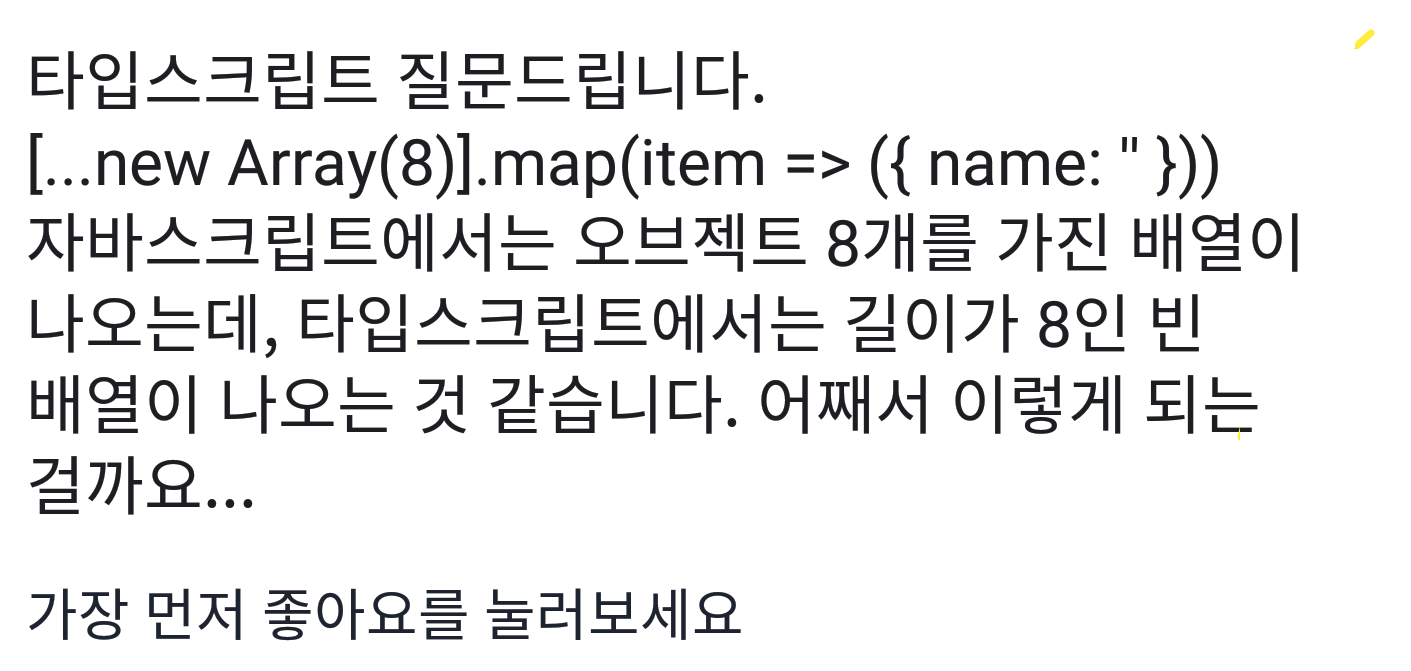 타입스크립트 질문드립니다.
[...new Array(8)].map(item => ({ name: '' }))
자바스크립트에서는 오브젝트 8개를 가진 배열이
나오는데, 타입스크립트에서는 길이가 8인 빈
배열이 나오는 것 같습니다. 어째서 이렇게 되는
걸까요...
가장 먼저 좋아요를 눌러보세요